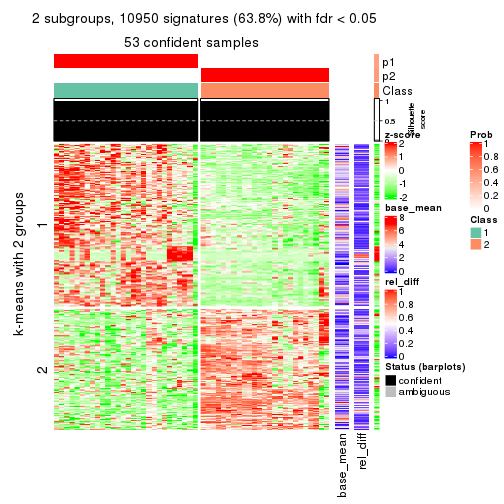 2 subgroups, 10950 signatures (63.8%) with fdr < 0.05
53 confident samples
p1
p2
Class
1
0.5
0
Silhouette
score
k-means with 2 groups
1
2
base_mean
rel_diff
z-score
2
1
0
-1
-2
base_mean
8
6
4
2
0
rel_diff
1
0.8
0.6
0.4
0.2
0
Status (barplots)
confident
ambiguous
Prob
1
0.8
0.6
0.4
0.2
0
Class
1
2